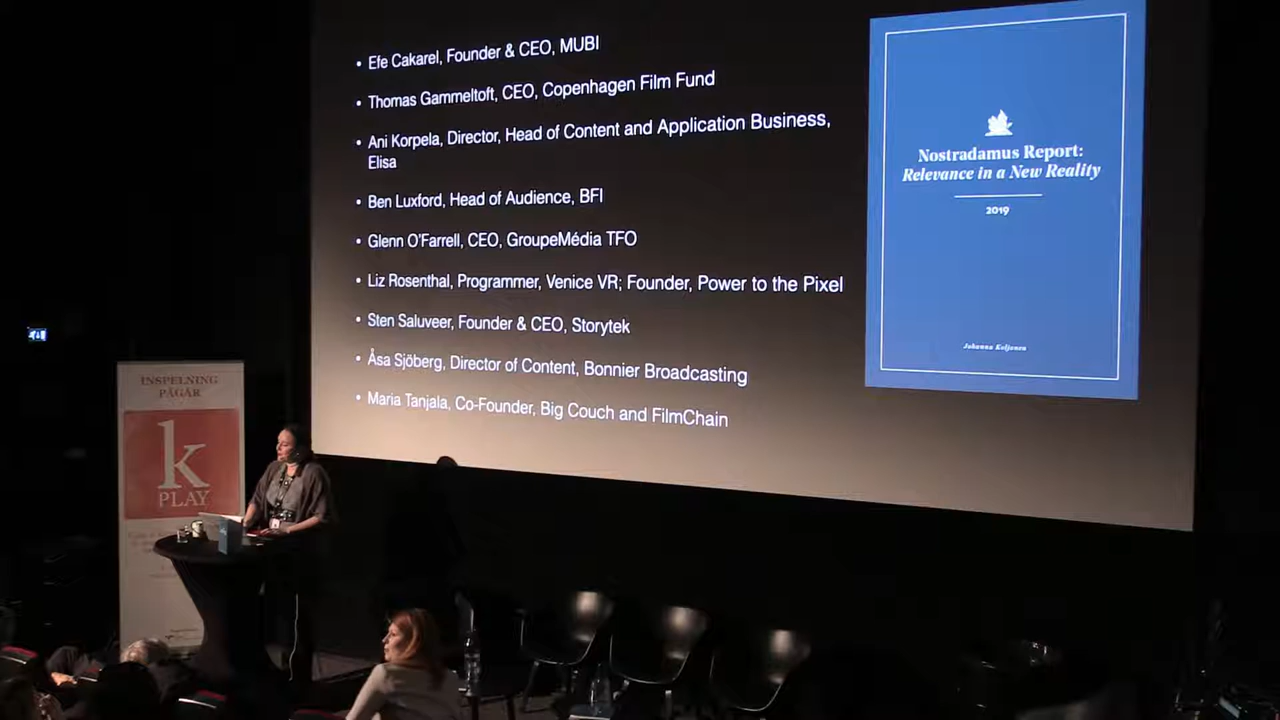 • Efe Cakarel, Founder & CEO, MUBI
• Thomas Gammeltoft, CEO, Copenhagen Film Fund
• Ani Korpela, Director, Head of Content and Application Business,
Elisa
• Ben Luxford, Head of Audience, BFI
• Glenn O'Farrell, CEO, GroupeMédia TFO
• Liz Rosenthal, Programmer, Venice VR; Founder, Power to the Pixel
• Sten Saluveer, Founder & CEO, Storytek
• Åsa Sjöberg, Director of Content, Bonnier Broadcasting
• Maria Tanjala, Co-Founder, Big Couch and FilmChain
Nostradamus Report:
Relevance in a New Reality
2019
Johanna Koljonen
INSPELNING
PÅGÅR
k
PLAY